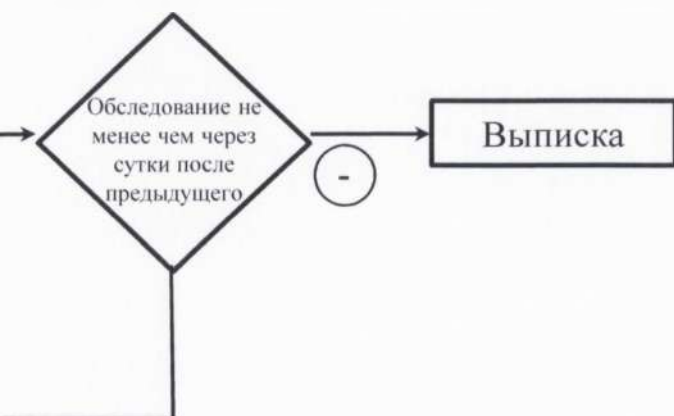 Обследование не
менее чем через
сутки после
предыдущего
Выписка
-